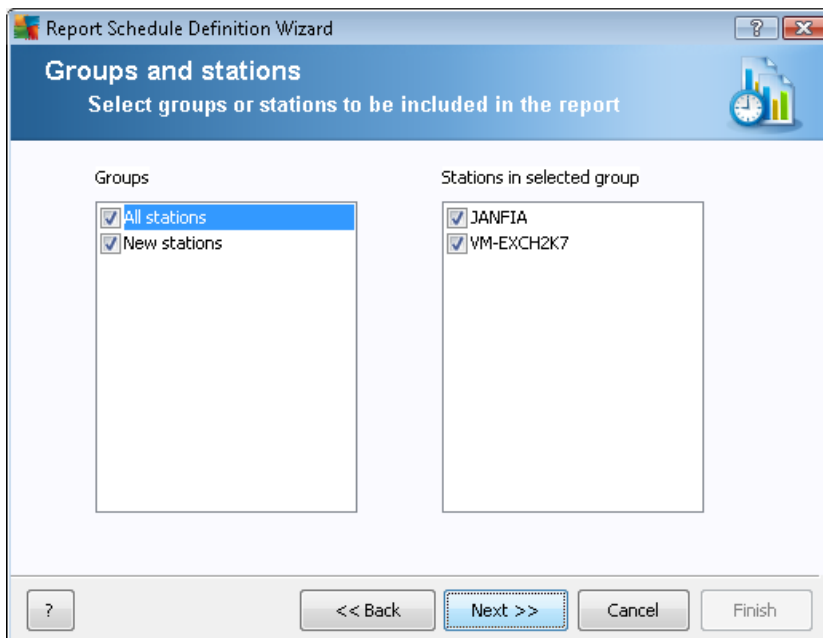 Report Schedule Definition Wizard
?
Groups and stations
Select groups or stations to be included in the report
Groups
Stations in selected group
All stations
New stations
JANFIA
VM-EXCH2K7
?
<< Back
Next >>
Cancel
Finish